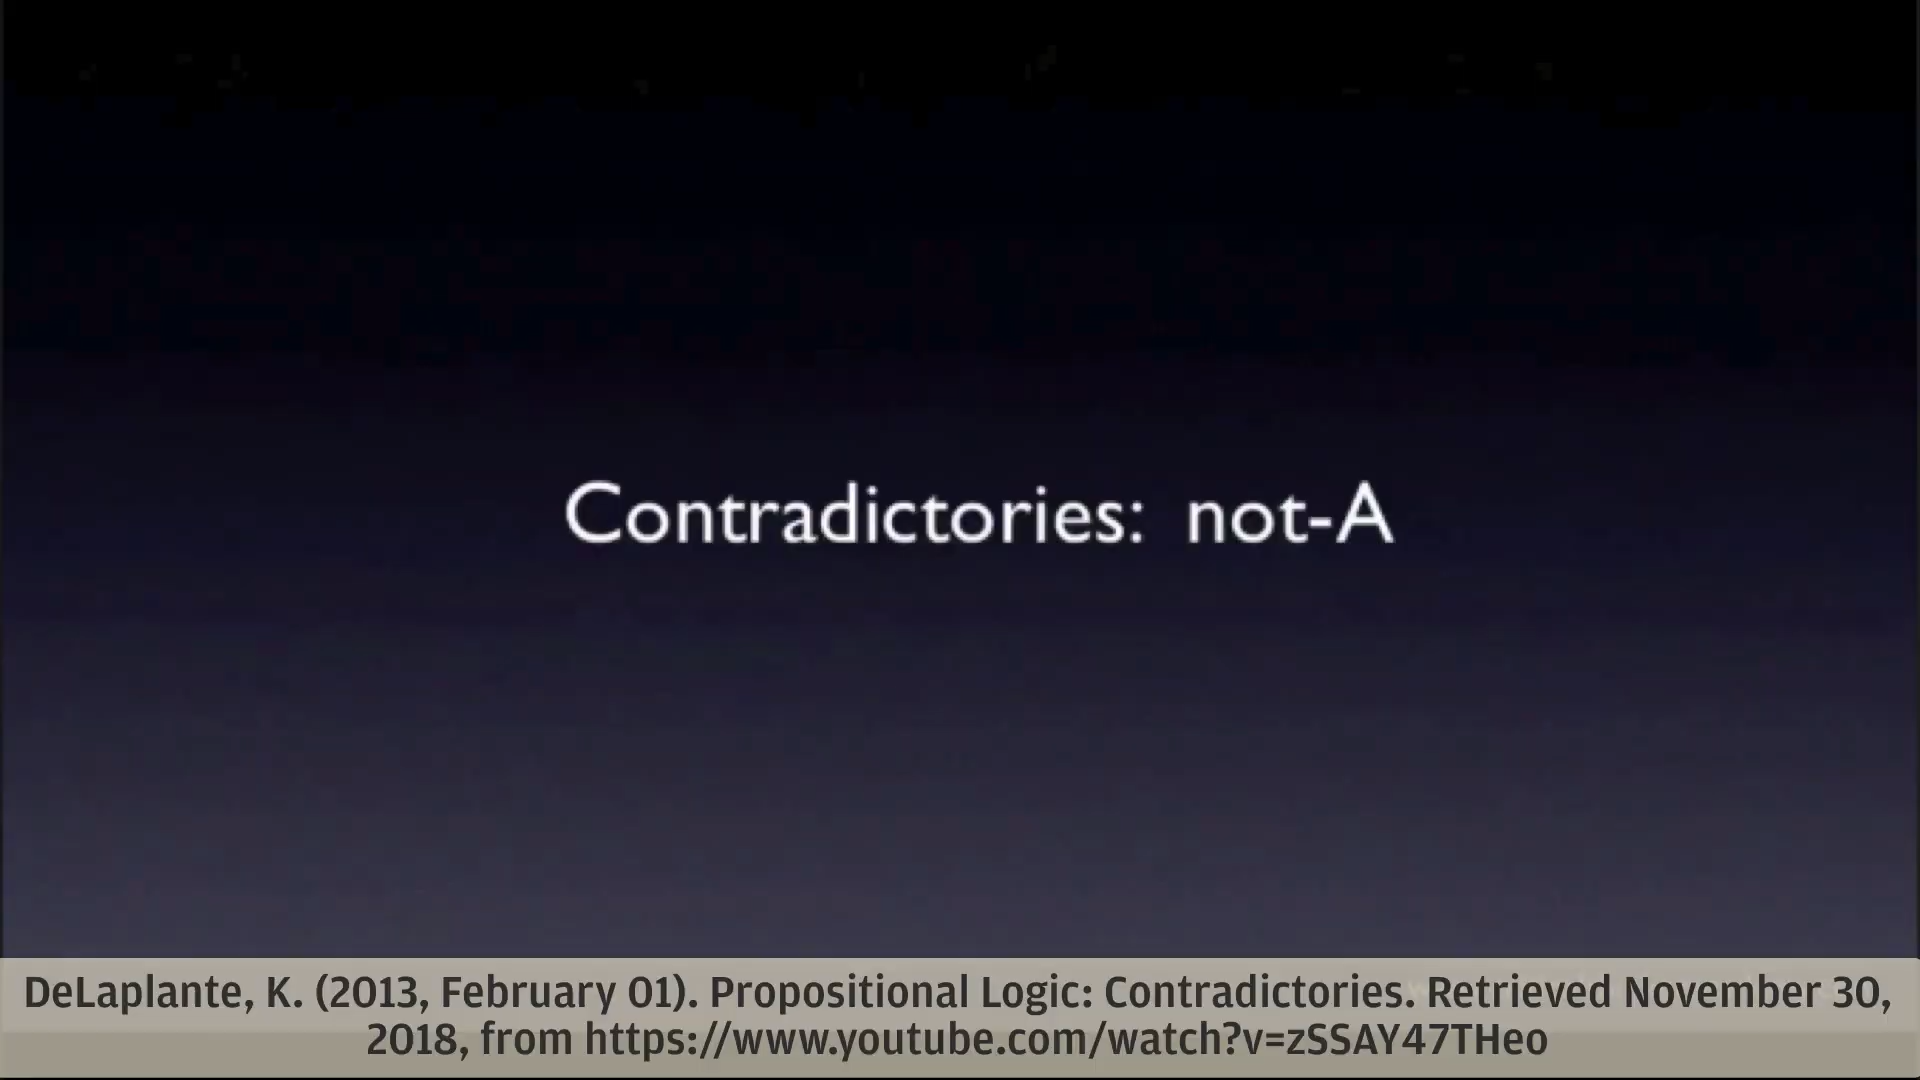 Contradictories: not-A
DeLaplante, K. (2013, February 01). Propositional Logic: Contradictories. Retrieved November 30,
2018, from https://www.youtube.com/watch?v=zSSAY47THeo